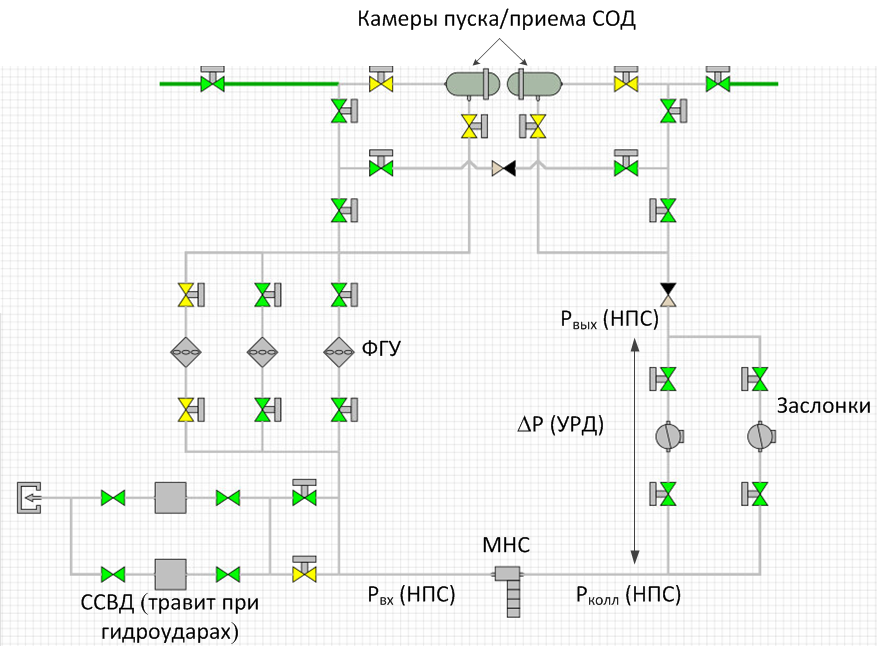 Камеры пуска/приема СОД
Pвых (НПС)
ФГУ
ΔP (УРД)
Заслонки
МНС
Pвх (НПС)
Pколл (НПС)
ССВД (травит при
гидроударах)